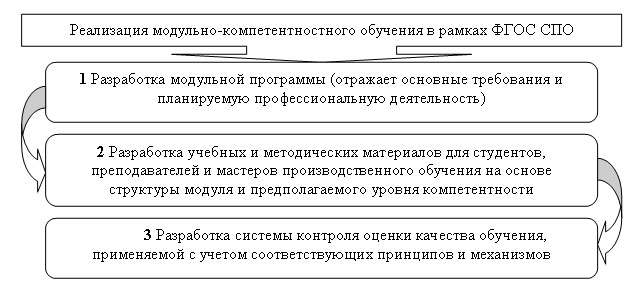 Реализация модульно-компетентностного обучения в рамках ФГОС СПО
1 Разработка модульной программы (отражает основные требования и
планируемую профессиональную деятельность)
2 Разработка учебных и методических материалов для студентов,
преподавателей и мастеров производственного обучения на основе
структуры модуля и предполагаемого уровня компетентности
3 Разработка системы контроля оценки качества обучения,
применяемой с учетом соответствующих принципов и механизмов